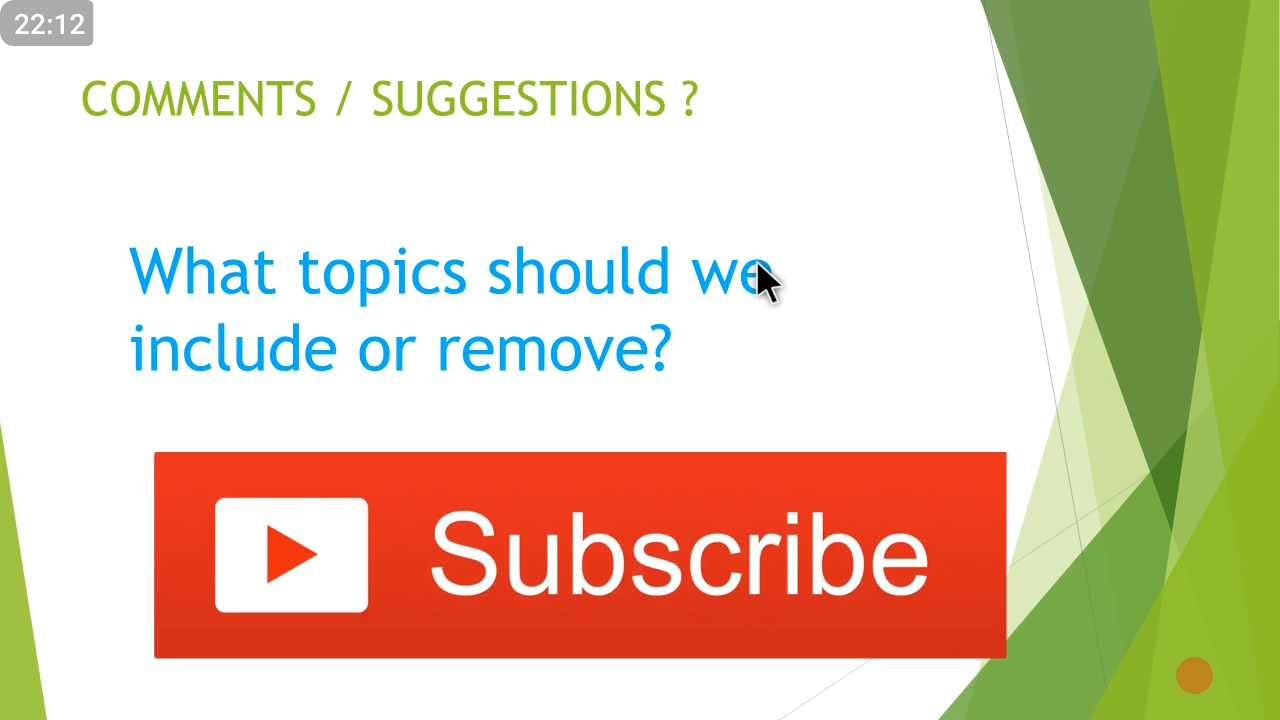 22:12
COMMENTS / SUGGESTIONS ?
What topics should we
include or remove?
Subscribe